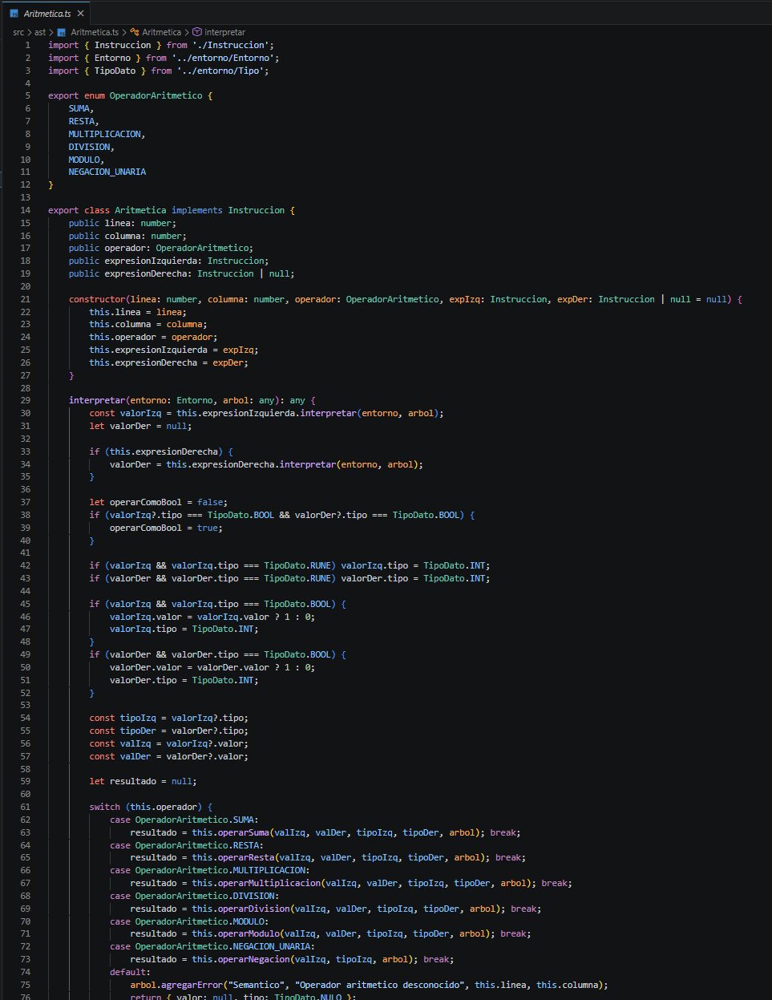 Aritmetica.ts
src > ast > Aritmetica.ts > Aritmetica > interpretar
1 import { Instruccion } from './Instruccion';
2 import { Entorno } from '../entorno/Entorno';
3 import { TipoDato } from '../entorno/Tipo';
4
5 export enum OperadorAritmetico {
6     SUMA,
7     RESTA,
8     MULTIPLICACION,
9     DIVISION,
10     MODULO,
11     NEGACION_UNARIA
12 }
13
14 export class Aritmetica implements Instruccion {
15     public linea: number;
16     public columna: number;
17     public operador: OperadorAritmetico;
18     public expresionIzquierda: Instruccion;
19     public expresionDerecha: Instruccion | null;
20
21     constructor(linea: number, columna: number, operador: OperadorAritmetico, expIzq: Instruccion, expDer: Instruccion | null = null) {
22         this.linea = linea;
23         this.columna = columna;
24         this.operador = operador;
25         this.expresionIzquierda = expIzq;
26         this.expresionDerecha = expDer;
27     }
28
29     interpretar(entorno: Entorno, arbol: any): any {
30         const valorIzq = this.expresionIzquierda.interpretar(entorno, arbol);
31         let valorDer = null;
32
33         if (this.expresionDerecha) {
34             valorDer = this.expresionDerecha.interpretar(entorno, arbol);
35         }
36
37         let operarComoBool = false;
38         if (valorIzq?.tipo === TipoDato.BOOL && valorDer?.tipo === TipoDato.BOOL) {
39             operarComoBool = true;
40         }
41
42         if (valorIzq && valorIzq.tipo === TipoDato.RUNE) valorIzq.tipo = TipoDato.INT;
43         if (valorDer && valorDer.tipo === TipoDato.RUNE) valorDer.tipo = TipoDato.INT;
44
45         if (valorIzq && valorIzq.tipo === TipoDato.BOOL) {
46             valorIzq.valor = valorIzq.valor ? 1 : 0;
47             valorIzq.tipo = TipoDato.INT;
48         }
49         if (valorDer && valorDer.tipo === TipoDato.BOOL) {
50             valorDer.valor = valorDer.valor ? 1 : 0;
51             valorDer.tipo = TipoDato.INT;
52         }
53
54         const tipoIzq = valorIzq?.tipo;
55         const tipoDer = valorDer?.tipo;
56         const valIzq = valorIzq?.valor;
57         const valDer = valorDer?.valor;
58
59         let resultado = null;
60
61         switch (this.operador) {
62             case OperadorAritmetico.SUMA:
63                 resultado = this.operarSuma(valIzq, valDer, tipoIzq, tipoDer, arbol); break;
64             case OperadorAritmetico.RESTA:
65                 resultado = this.operarResta(valIzq, valDer, tipoIzq, tipoDer, arbol); break;
66             case OperadorAritmetico.MULTIPLICACION:
67                 resultado = this.operarMultiplicacion(valIzq, valDer, tipoIzq, tipoDer, arbol); break;
68             case OperadorAritmetico.DIVISION:
69                 resultado = this.operarDivision(valIzq, valDer, tipoIzq, tipoDer, arbol); break;
70             case OperadorAritmetico.MODULO:
71                 resultado = this.operarModulo(valIzq, valDer, tipoIzq, tipoDer, arbol); break;
72             case OperadorAritmetico.NEGACION_UNARIA:
73                 resultado = this.operarNegacion(valIzq, tipoIzq, arbol); break;
74             default:
75                 arbol.agregarError("Semantico", "Operador aritmetico desconocido", this.linea, this.columna);
76                 return { valor: null, tipo: TipoDato.NULO };